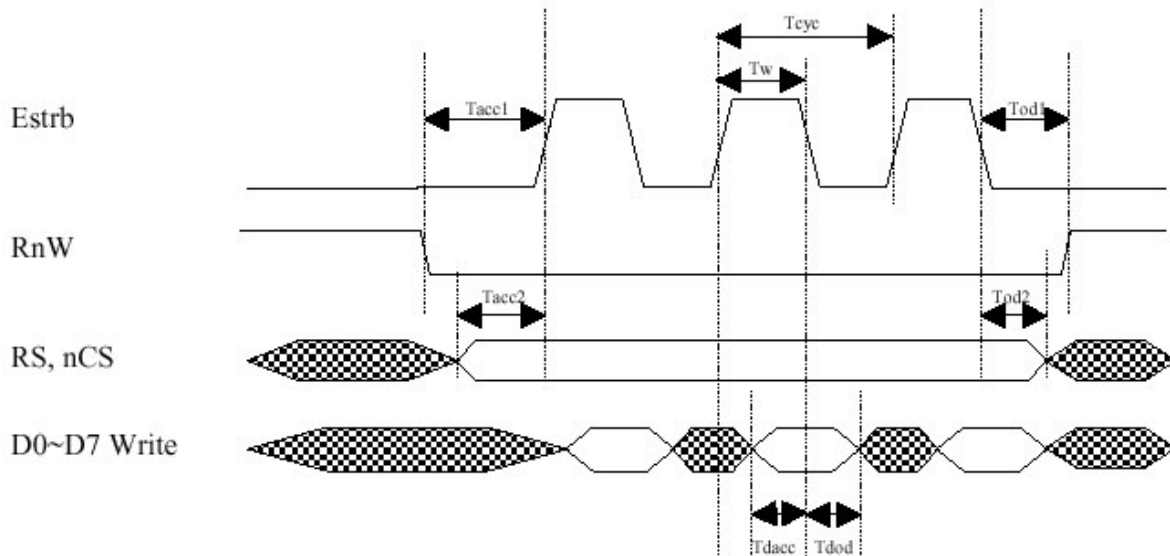 Tcyc
Tw
Estrb
Tacc1
Tod1
RnW
Tacc2
Tod2
RS, nCS
D0~D7 Write
Tdacc
Tdod